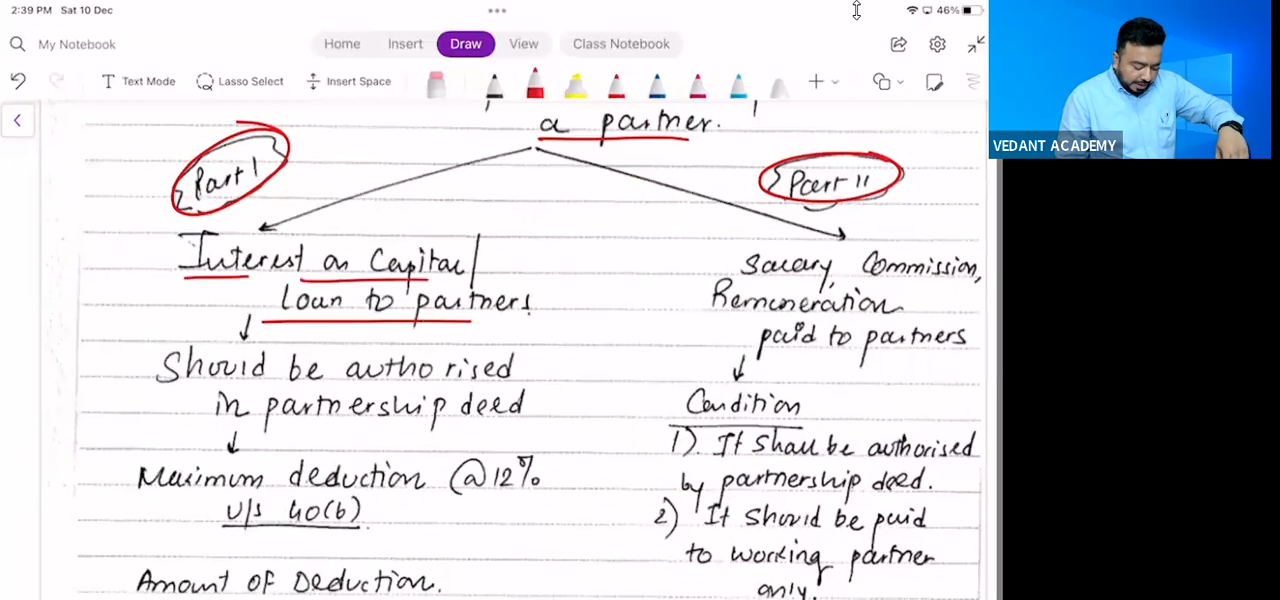 2:39 PM Sat 10 Dec
46%
My Notebook
Home Insert Draw View Class Notebook
Text Mode Lasso Select Insert Space
a partner.
Part I
Part II
Interest on Capital
loan to partners.
Should be authorised
in partnership deed
Maximum deduction @12%
u/s 40(b)
Amount of Deduction.
Salary, Commission,
Remuneration
paid to partners
Condition
1). It shall be authorised
by partnership deed.
2) It should be paid
to working partner
only.
VEDANT ACADEMY